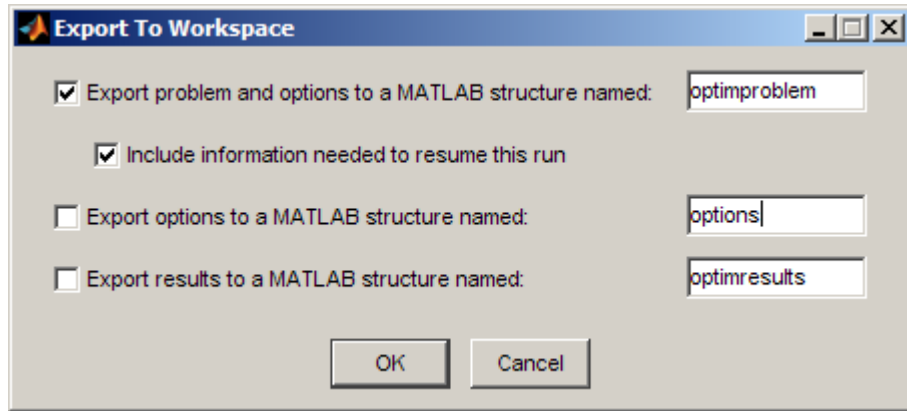 Export To Workspace
Export problem and options to a MATLAB structure named: optimproblem
Include information needed to resume this run
Export options to a MATLAB structure named: options
Export results to a MATLAB structure named: optimresults
OK Cancel